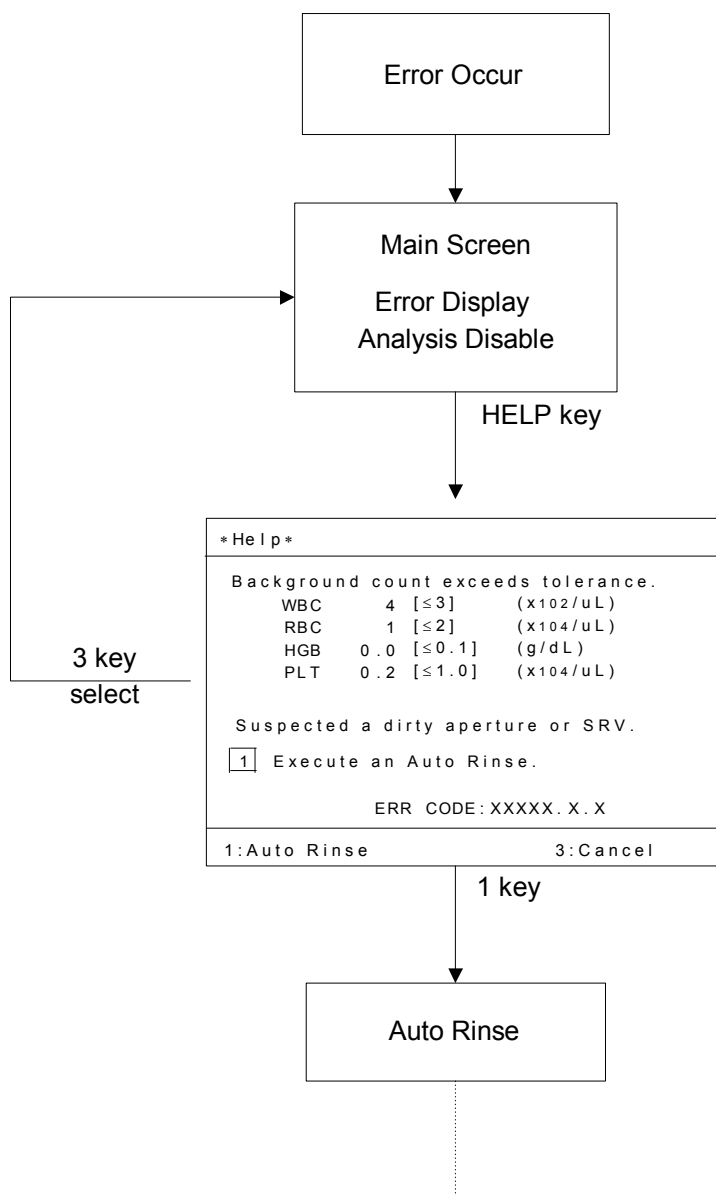 Error Occur
Main Screen
Error Display
Analysis Disable
HELP key
*Help*
Background count exceeds tolerance.
WBC 4 [≤3] (x102/uL)
RBC 1 [≤2] (x104/uL)
HGB 0.0 [≤0.1] (g/dL)
PLT 0.2 [≤1.0] (x104/uL)
3 key
select
Suspected a dirty aperture or SRV.
1 Execute an Auto Rinse.
ERR CODE:XXXXX.X.X
1:Auto Rinse 3:Cancel
1 key
Auto Rinse